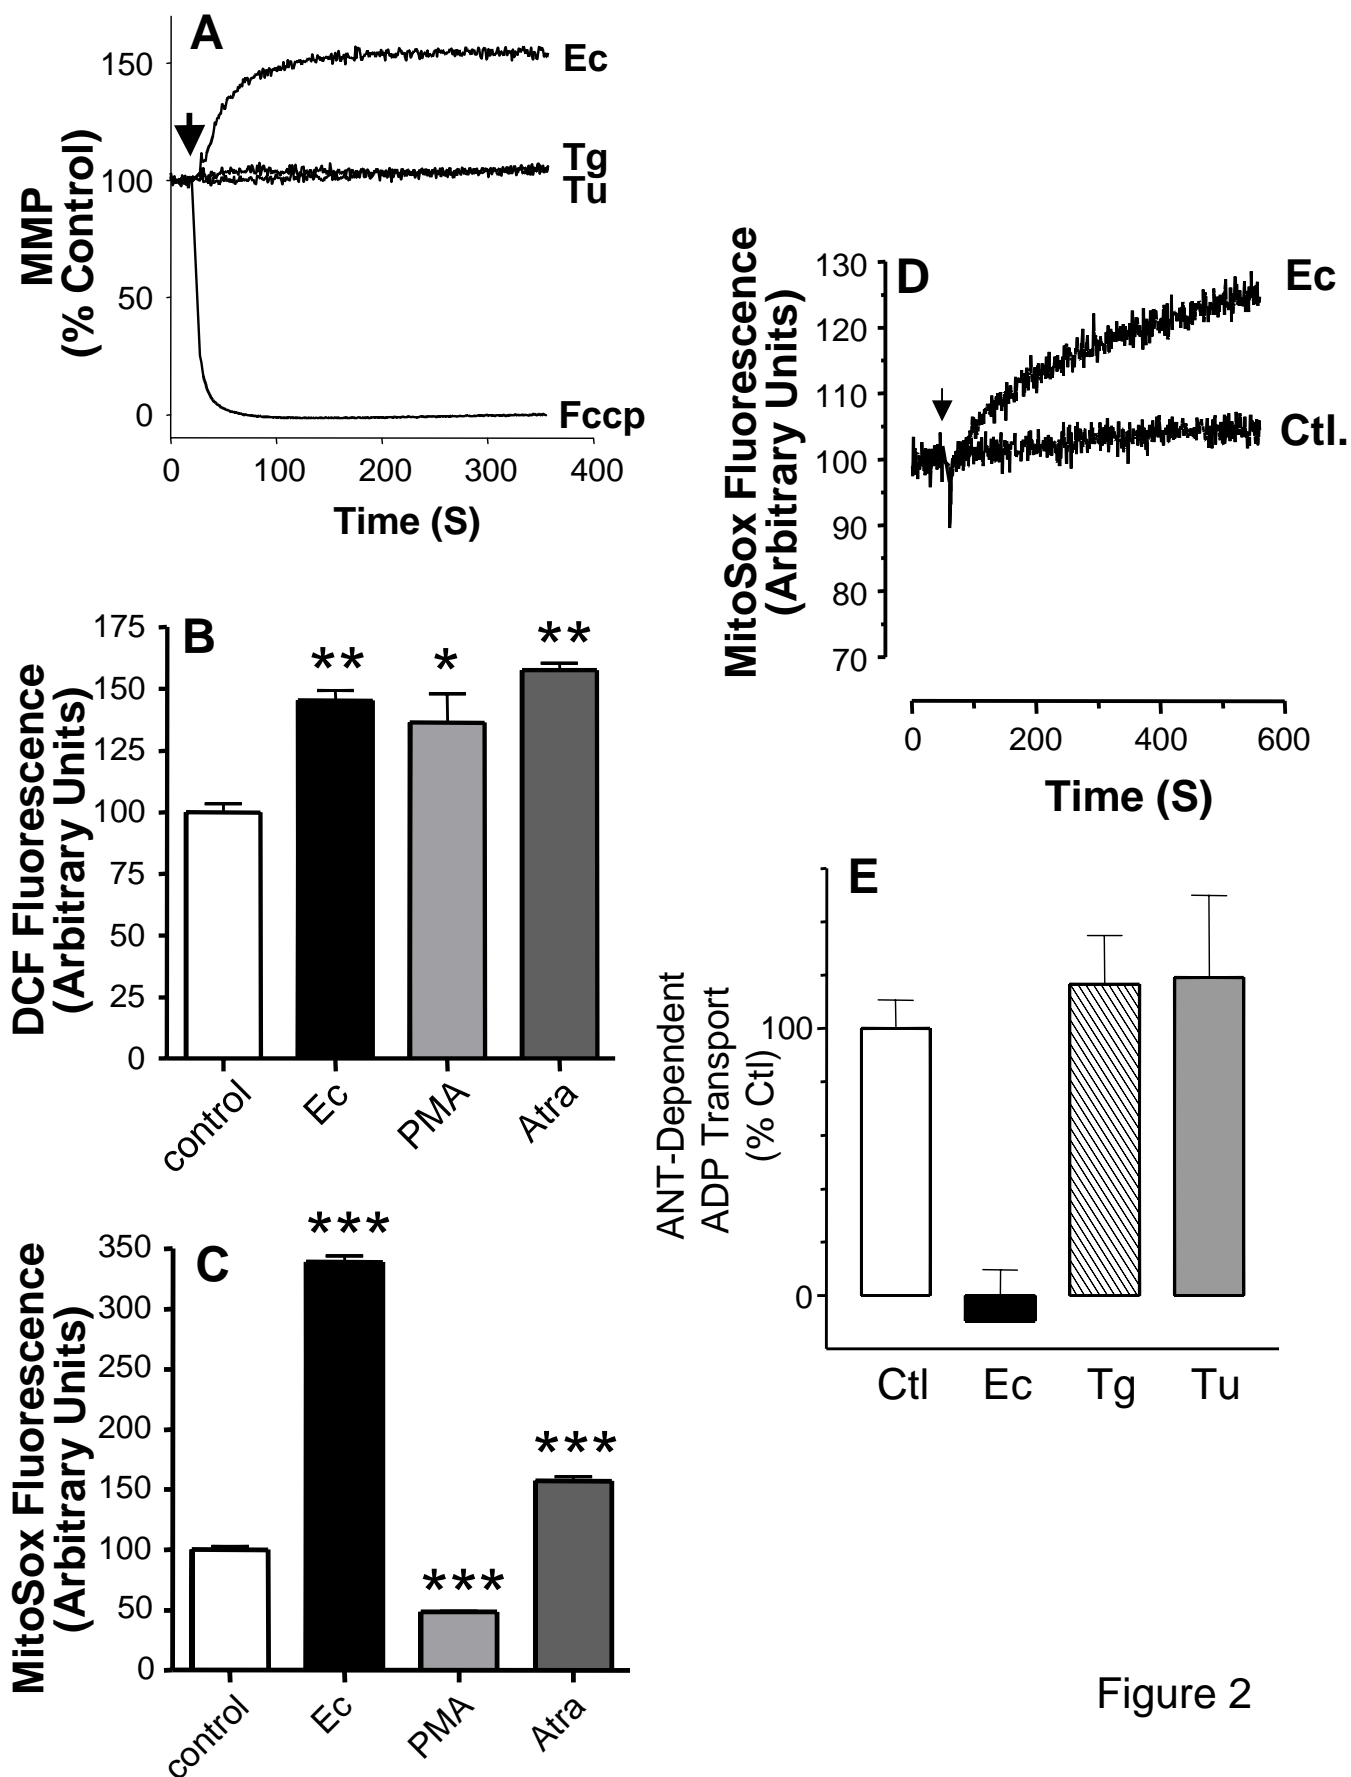 A
150
100
50
0
MMP
(% Control)
Ec
Tg
Tu
Fccp
0 100 200 300 400
Time (S)
B
175
150
125
100
75
50
25
0
DCF Fluorescence
(Arbitrary Units)
** * **
control Ec PMA Atra
C
350
300
250
200
150
100
50
0
MitoSox Fluorescence
(Arbitrary Units)
***
***
***
control Ec PMA Atra
D
130
120
110
100
90
80
70
MitoSox Fluorescence
(Arbitrary Units)
Ec
Ctl.
0 200 400 600
Time (S)
E
100
0
ANT-Dependent
ADP Transport
(% Ctl)
Ctl Ec Tg Tu
Figure 2